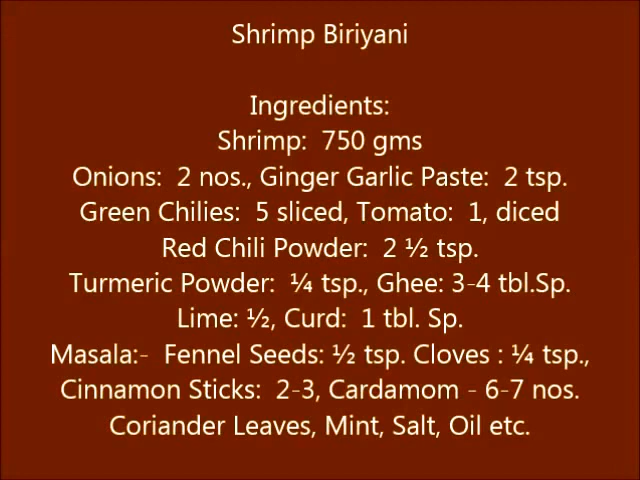 Shrimp Biriyani
Ingredients:
Shrimp:  750 gms
Onions:  2 nos., Ginger Garlic Paste:  2 tsp.
Green Chilies:  5 sliced, Tomato:  1, diced
Red Chili Powder:  2 ½ tsp.
Turmeric Powder:  ¼ tsp., Ghee: 3-4 tbl.Sp.
Lime: ½, Curd:  1 tbl. Sp.
Masala:-  Fennel Seeds: ½ tsp. Cloves : ¼ tsp.,
Cinnamon Sticks:  2-3, Cardamom - 6-7 nos.
Coriander Leaves, Mint, Salt, Oil etc.